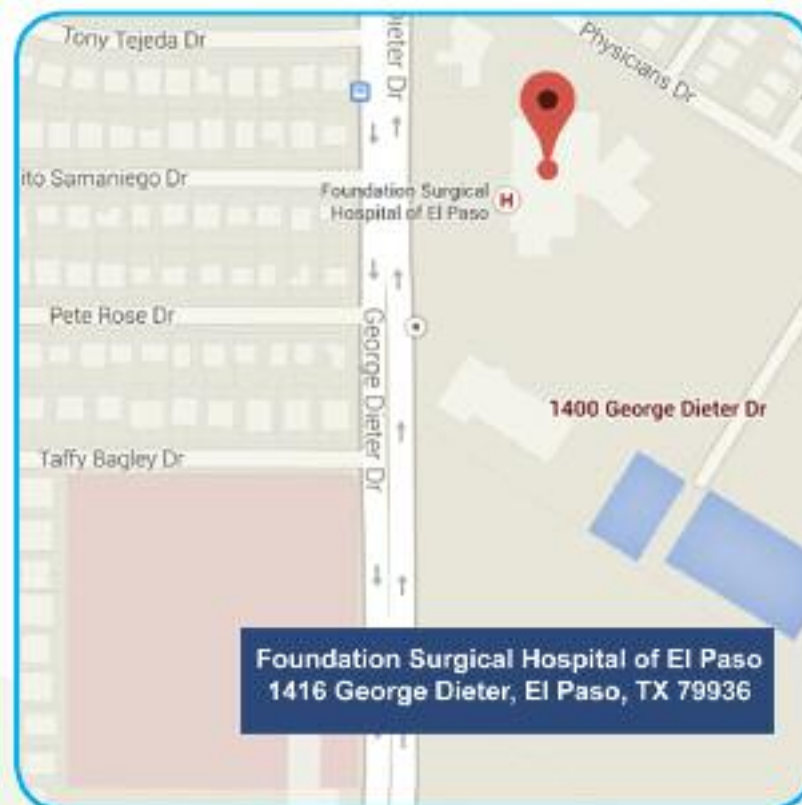 Tony Tejeda Dr
Dieter Dr
Physicians Dr
ito Samaniego Dr
Foundation Surgical
Hospital of El Paso
H
Pete Rose Dr
George Dieter Dr
1400 George Dieter Dr
Taffy Bagley Dr
Foundation Surgical Hospital of El Paso
1416 George Dieter, El Paso, TX 79936